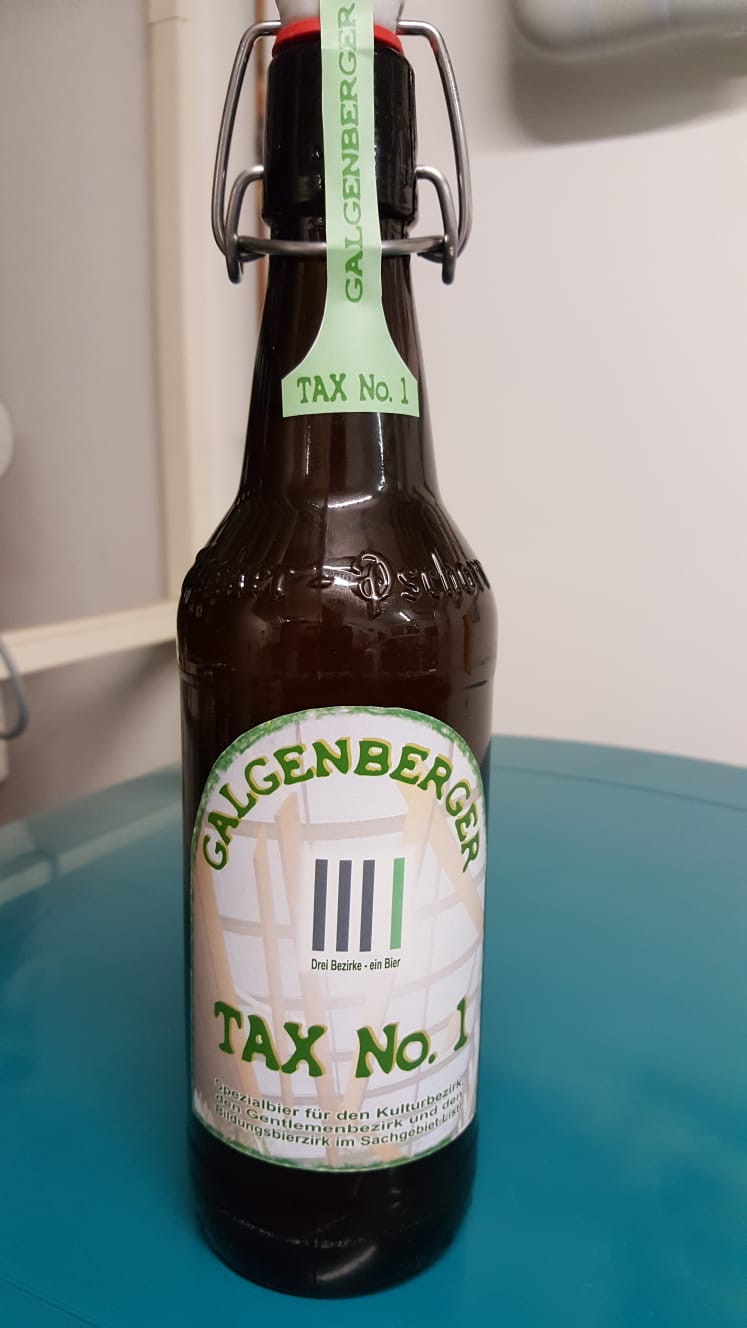 GALGENBERGER
TAX No. 1
Pschorr
GALGENBERGER
Drei Bezirke - ein Bier
TAX No. 1
Spezialbier für den Kulturbezirk,
den Gentlemenbezirk und den
Bildungsbierzirk im Sachgebiet